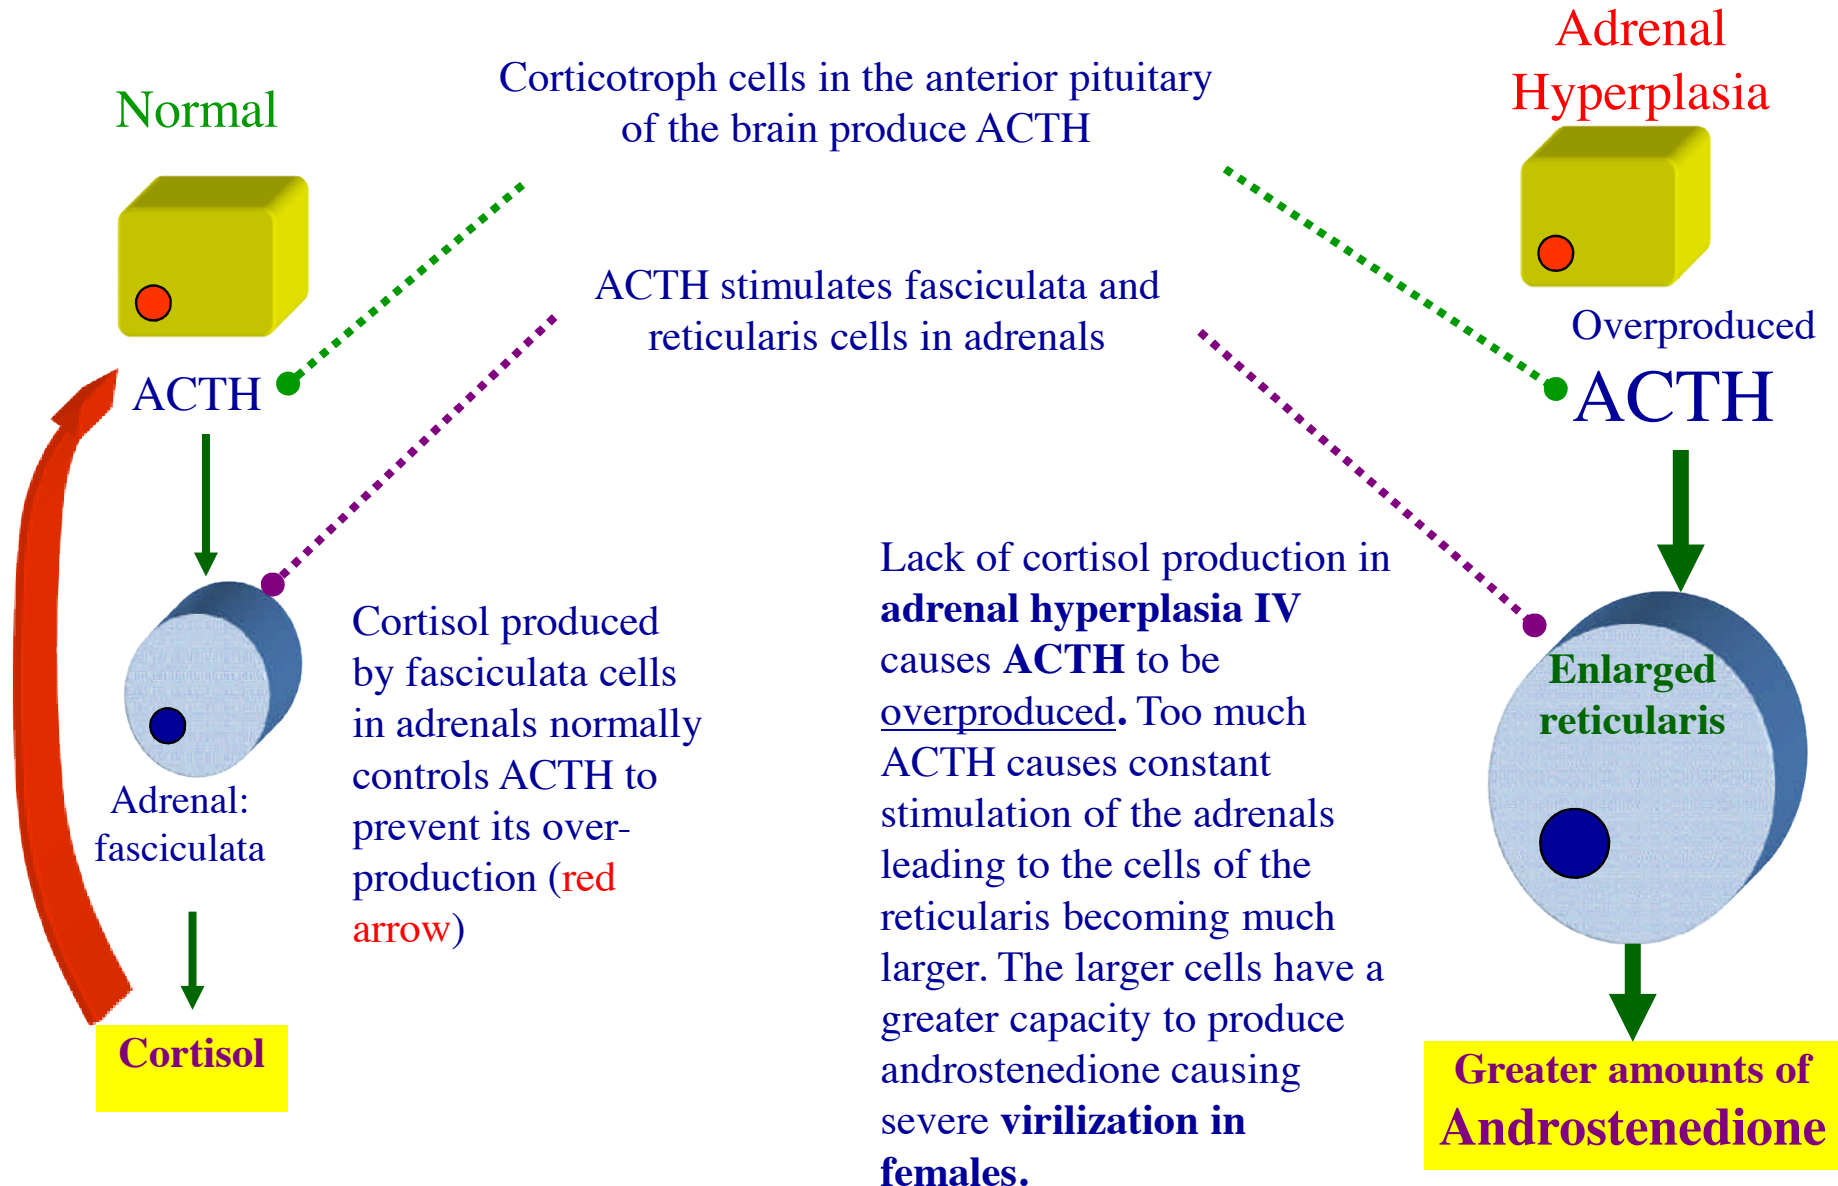 Normal
Corticotroph cells in the anterior pituitary
of the brain produce ACTH
Adrenal
Hyperplasia
ACTH stimulates fasciculata and
reticularis cells in adrenals
Overproduced
ACTH
ACTH
Cortisol produced
by fasciculata cells
in adrenals normally
controls ACTH to
prevent its over-
production (red
arrow)
Adrenal:
fasciculata
Cortisol
Lack of cortisol production in
adrenal hyperplasia IV
causes ACTH to be
overproduced. Too much
ACTH causes constant
stimulation of the adrenals
leading to the cells of the
reticularis becoming much
larger. The larger cells have a
greater capacity to produce
androstenedione causing
severe virilization in
females.
Enlarged
reticularis
Greater amounts of
Androstenedione